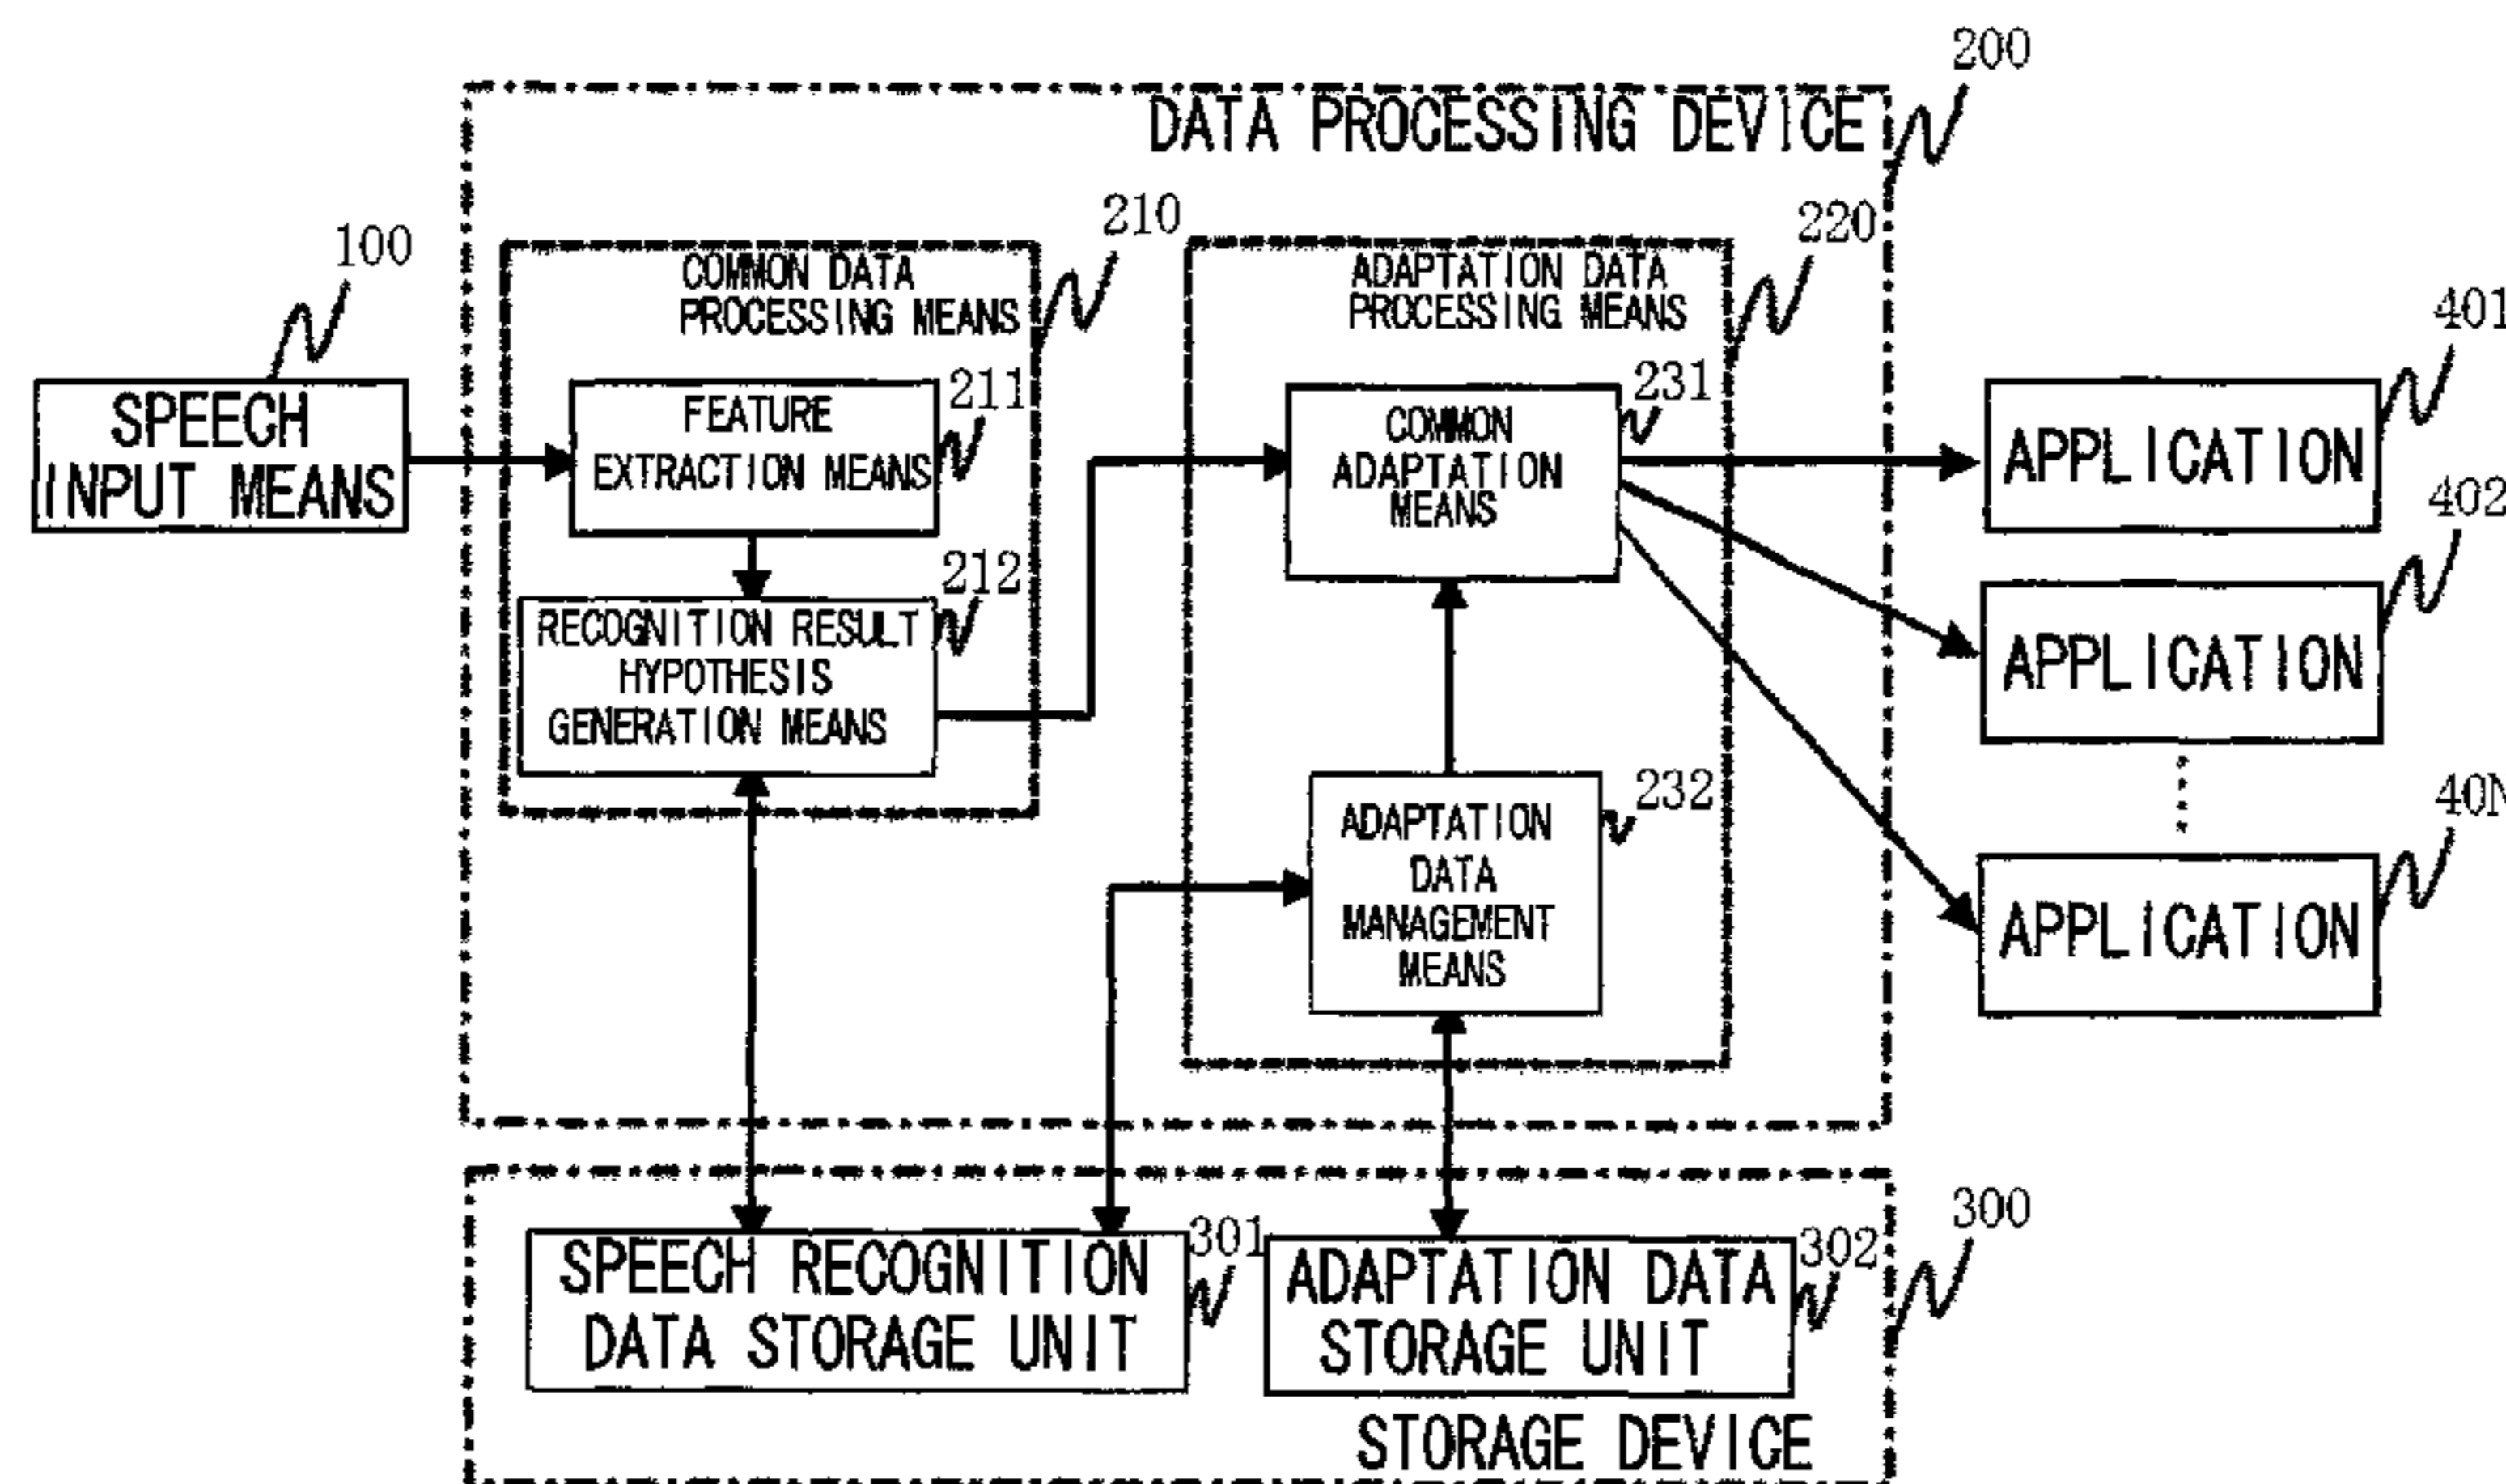 200
DATA PROCESSING DEVICE
210
220
100
COMMON DATA
PROCESSING MEANS
ADAPTATION DATA
PROCESSING MEANS
401
SPEECH
INPUT MEANS
211
FEATURE
EXTRACTION MEANS
231
COMMON
ADAPTATION
MEANS
APPLICATION
402
212
RECOGNITION RESULT
HYPOTHESIS
GENERATION MEANS
APPLICATION
232
ADAPTATION
DATA
MANAGEMENT
MEANS
40N
APPLICATION
300
301
SPEECH RECOGNITION
DATA STORAGE UNIT
302
ADAPTATION DATA
STORAGE UNIT
STORAGE DEVICE